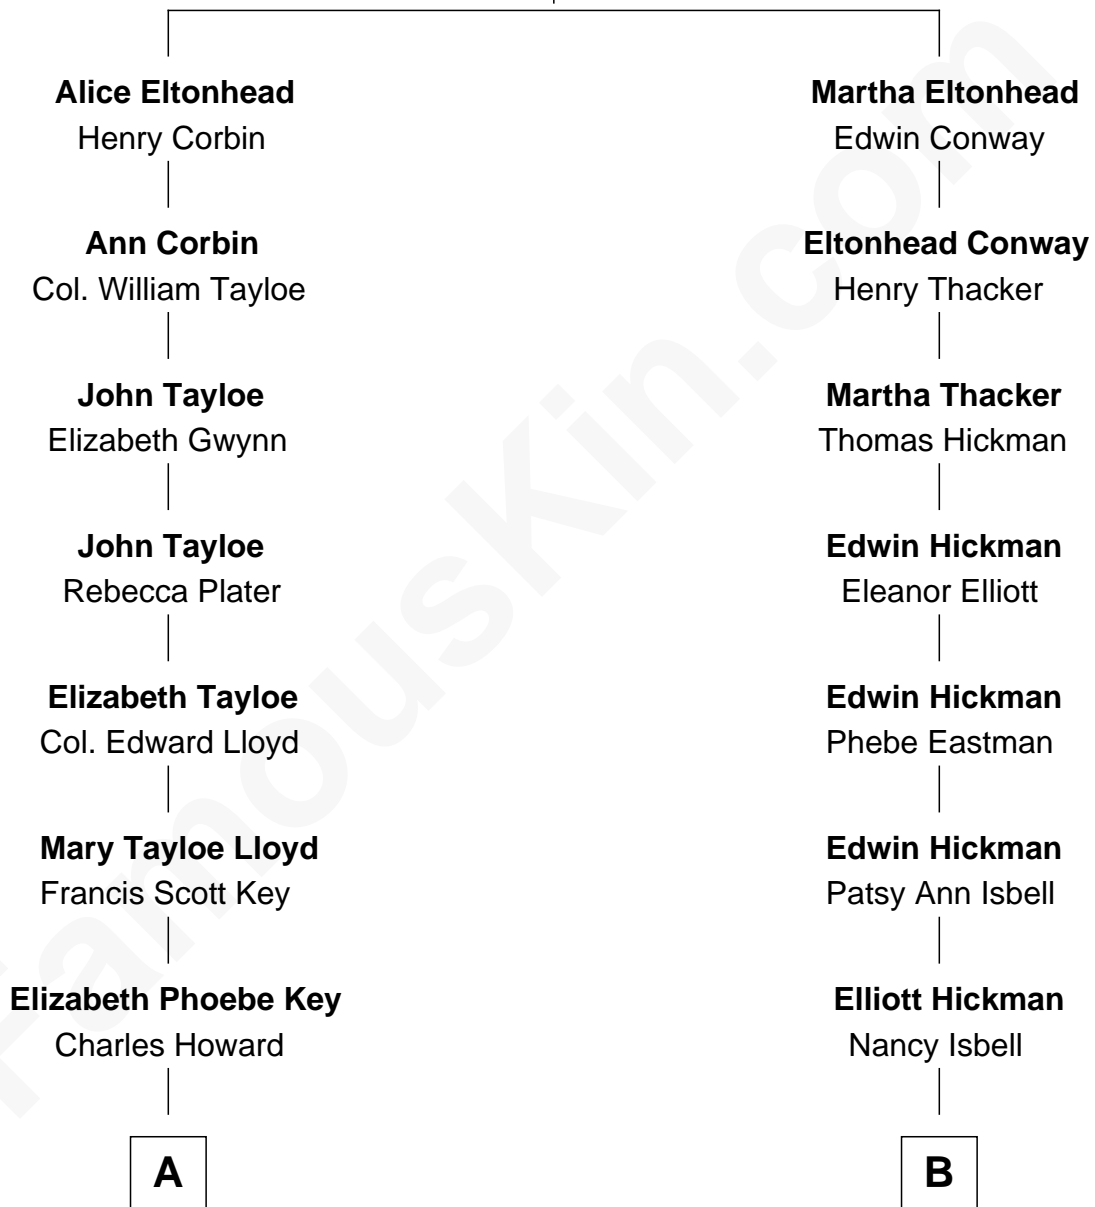 Alice Eltonhead
Henry Corbin
Ann Corbin
Col. William Tayloe
John Tayloe
Elizabeth Gwynn
John Tayloe
Rebecca Plater
Elizabeth Tayloe
Col. Edward Lloyd
Mary Tayloe Lloyd
Francis Scott Key
Elizabeth Phoebe Key
Charles Howard
A
Martha Eltonhead
Edwin Conway
Eltonhead Conway
Henry Thacker
Martha Thacker
Thomas Hickman
Edwin Hickman
Eleanor Elliott
Edwin Hickman
Phebe Eastman
Edwin Hickman
Patsy Ann Isbell
Elliott Hickman
Nancy Isbell
B
FamousKin.com